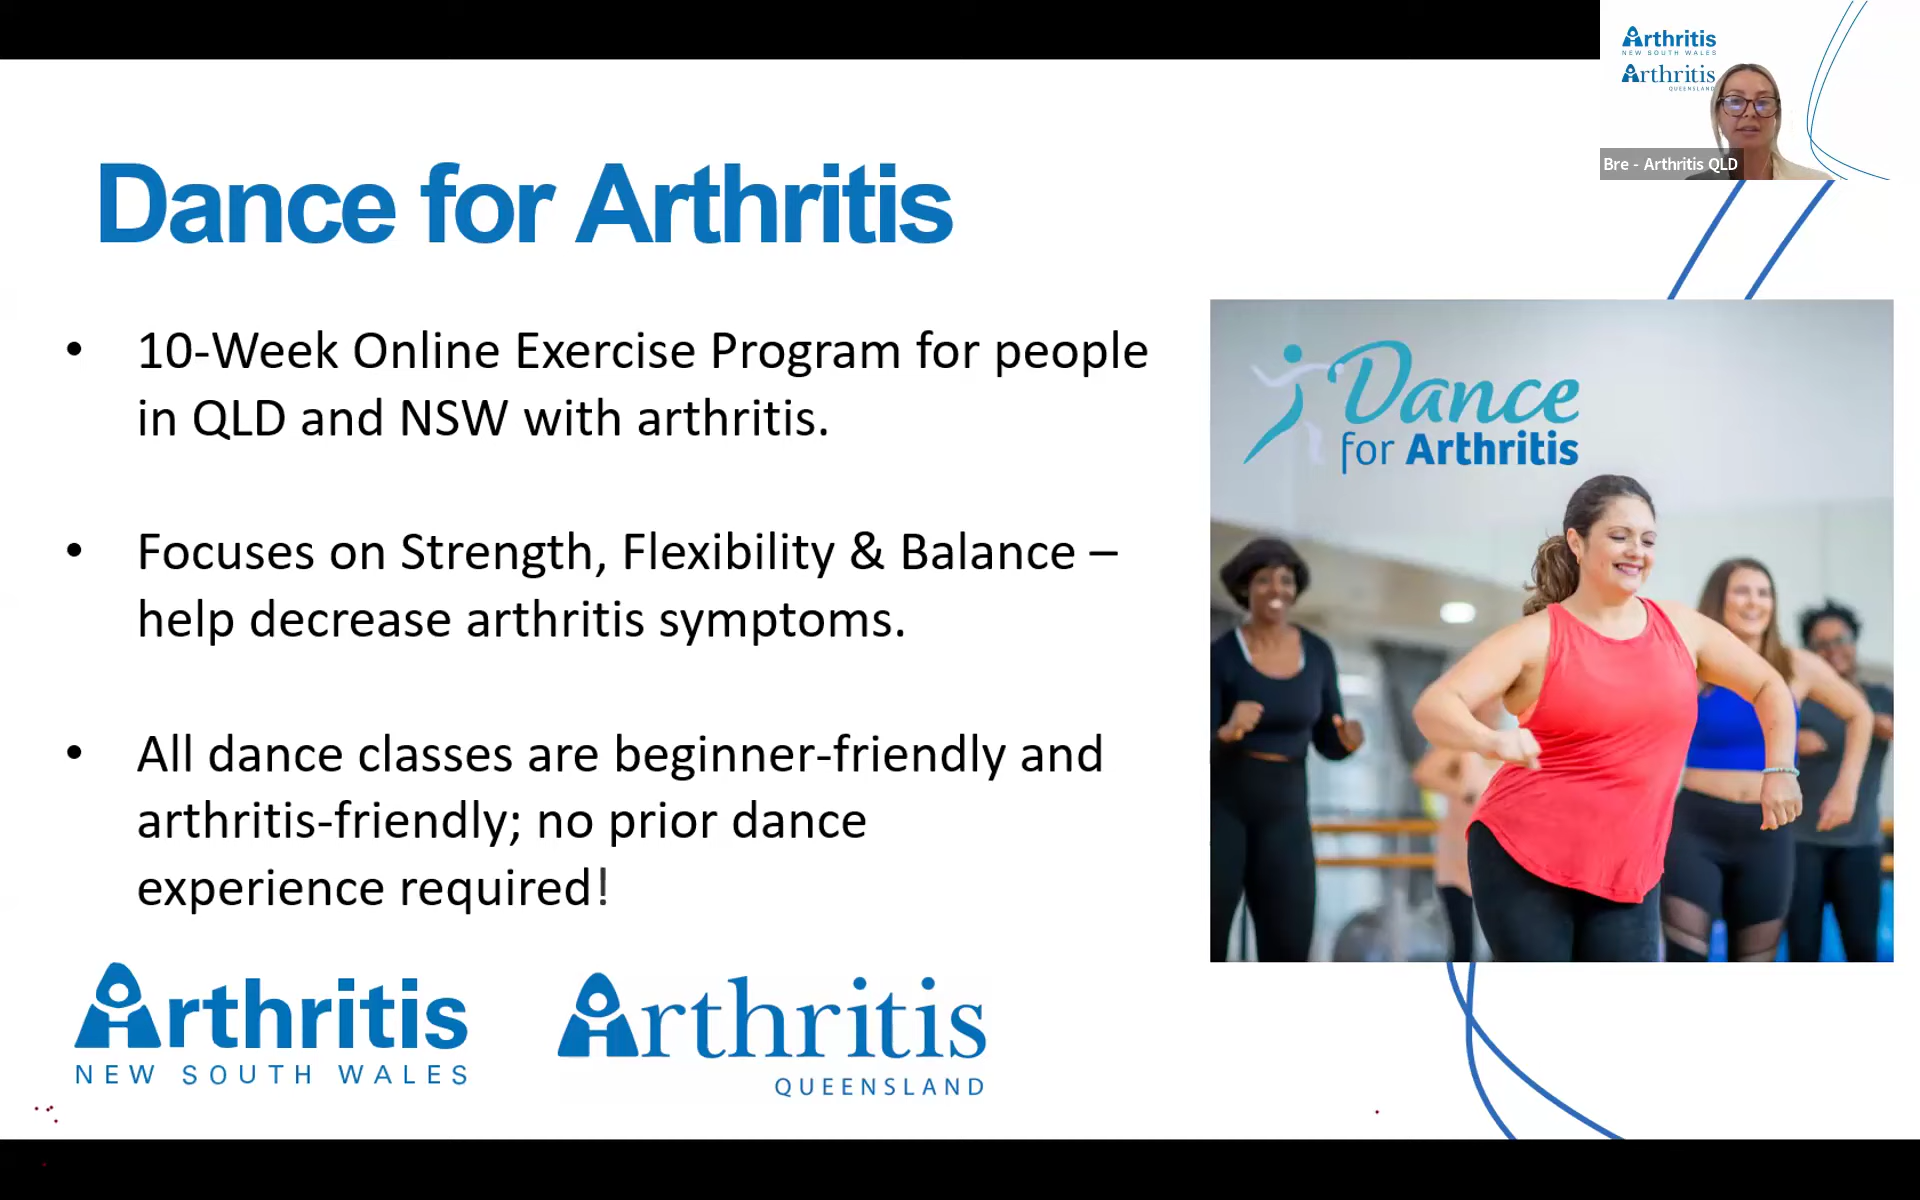 Arthritis
NEW SOUTH WALES
Arthritis
QUEENSLAND
Bre - Arthritis QLD
Dance for Arthritis
• 10-Week Online Exercise Program for people
in QLD and NSW with arthritis.
• Focuses on Strength, Flexibility & Balance –
help decrease arthritis symptoms.
• All dance classes are beginner-friendly and
arthritis-friendly; no prior dance
experience required!
Dance
for Arthritis
Arthritis
NEW SOUTH WALES
Arthritis
QUEENSLAND